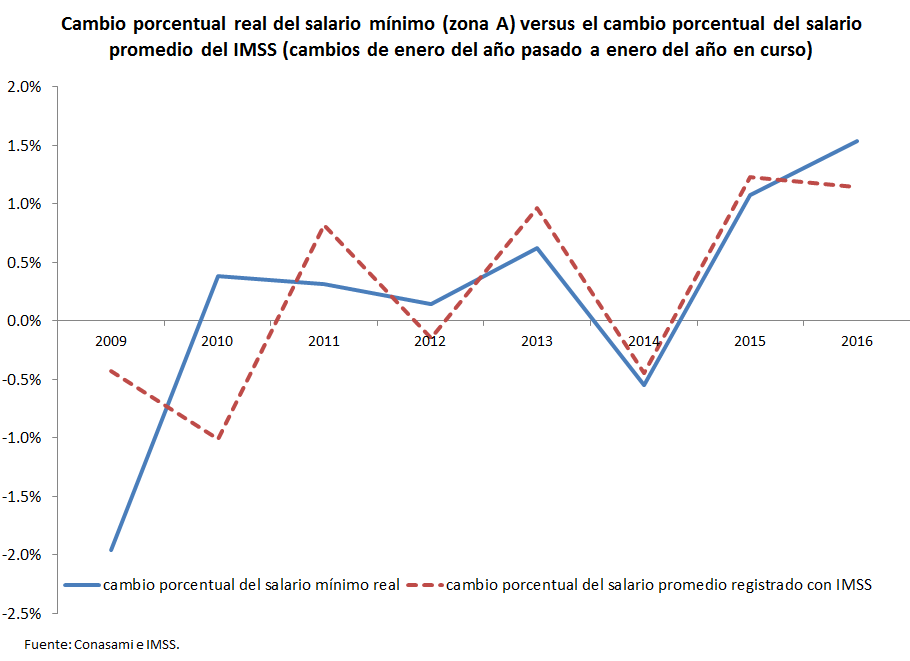 Cambio porcentual real del salario mínimo (zona A) versus el cambio porcentual del salario
promedio del IMSS (cambios de enero del año pasado a enero del año en curso)
2.0%
1.5%
1.0%
0.5%
0.0%
-0.5%
-1.0%
-1.5%
-2.0%
-2.5%
2009 2010 2011 2012 2013 2014 2015 2016
cambio porcentual del salario mínimo real cambio porcentual del salario promedio registrado con IMSS
Fuente: Conasami e IMSS.